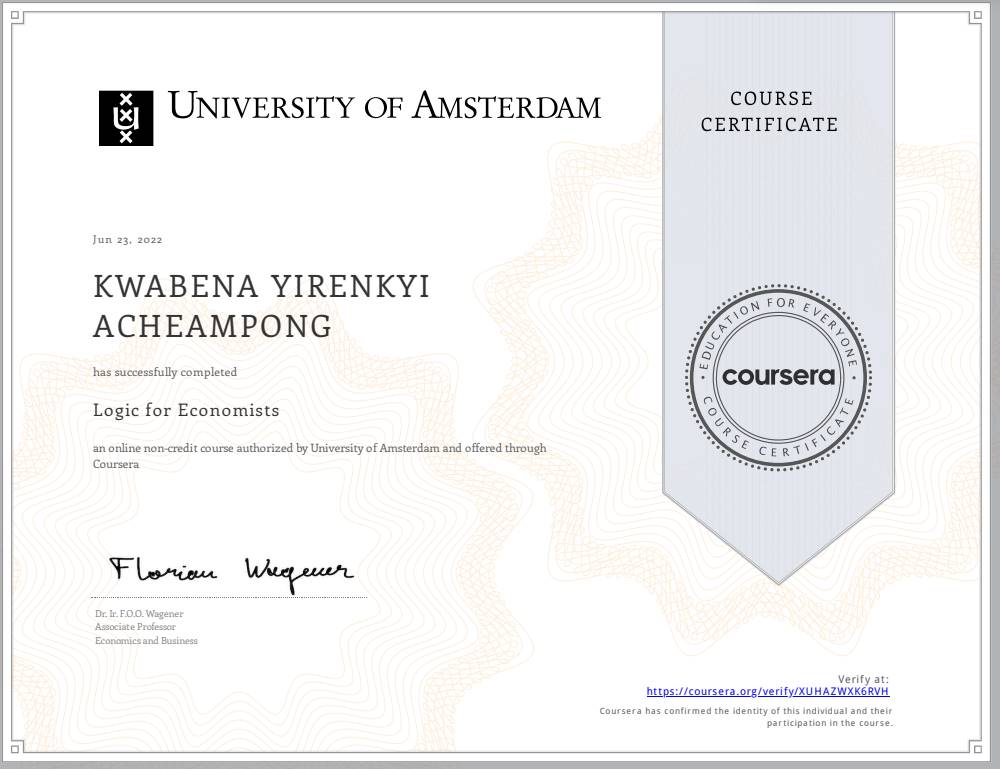 UNIVERSITY OF AMSTERDAM
COURSE
CERTIFICATE
Jun 23, 2022
KWABENA YIRENKYI
ACHEAMPONG
has successfully completed
Logic for Economists
an online non-credit course authorized by University of Amsterdam and offered through
Coursera
EDUCATION FOR EVERYONE
coursera
COURSE CERTIFICATE
Florian Wagener
Dr. Ir. F.O.O. Wagener
Associate Professor
Economics and Business
Verify at:
https://coursera.org/verify/XUHAZWXK6RVH
Coursera has confirmed the identity of this individual and their
participation in the course.